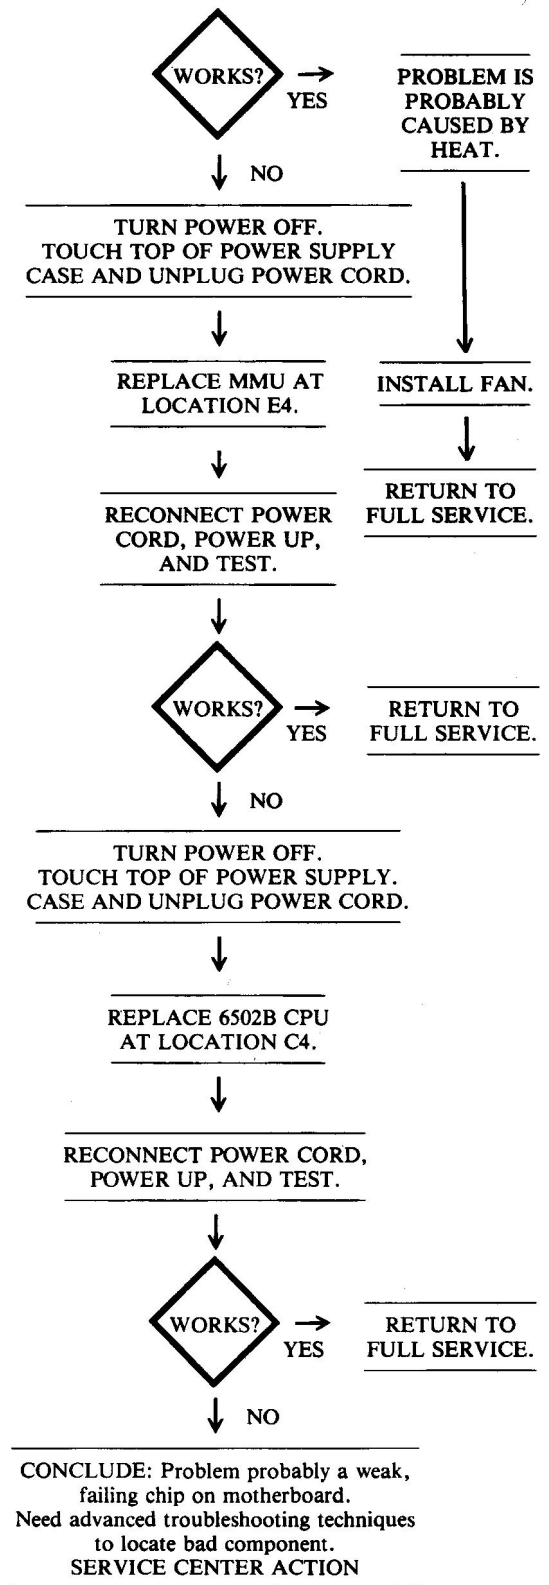 WORKS?
YES
PROBLEM IS
PROBABLY
CAUSED BY
HEAT.
NO
TURN POWER OFF.
TOUCH TOP OF POWER SUPPLY
CASE AND UNPLUG POWER CORD.
REPLACE MMU AT
LOCATION E4.
INSTALL FAN.
RETURN TO
FULL SERVICE.
RECONNECT POWER
CORD, POWER UP,
AND TEST.
WORKS?
YES
RETURN TO
FULL SERVICE.
NO
TURN POWER OFF.
TOUCH TOP OF POWER SUPPLY.
CASE AND UNPLUG POWER CORD.
REPLACE 6502B CPU
AT LOCATION C4.
RECONNECT POWER CORD,
POWER UP, AND TEST.
WORKS?
YES
RETURN TO
FULL SERVICE.
NO
CONCLUDE: Problem probably a weak,
failing chip on motherboard.
Need advanced troubleshooting techniques
to locate bad component.
SERVICE CENTER ACTION